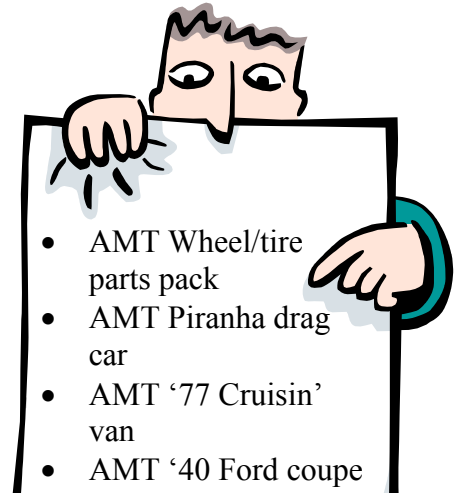 • AMT Wheel/tire
parts pack
• AMT Piranha drag
car
• AMT ‘77 Cruisin’
van
• AMT ‘40 Ford coupe